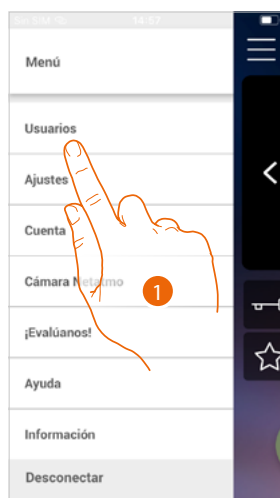 Sin SIM
14:57
Menú
Usuarios
Ajustes
Cuenta
Cámara Netatmo
1
¡Evalúanos!
Ayuda
Información
Desconectar